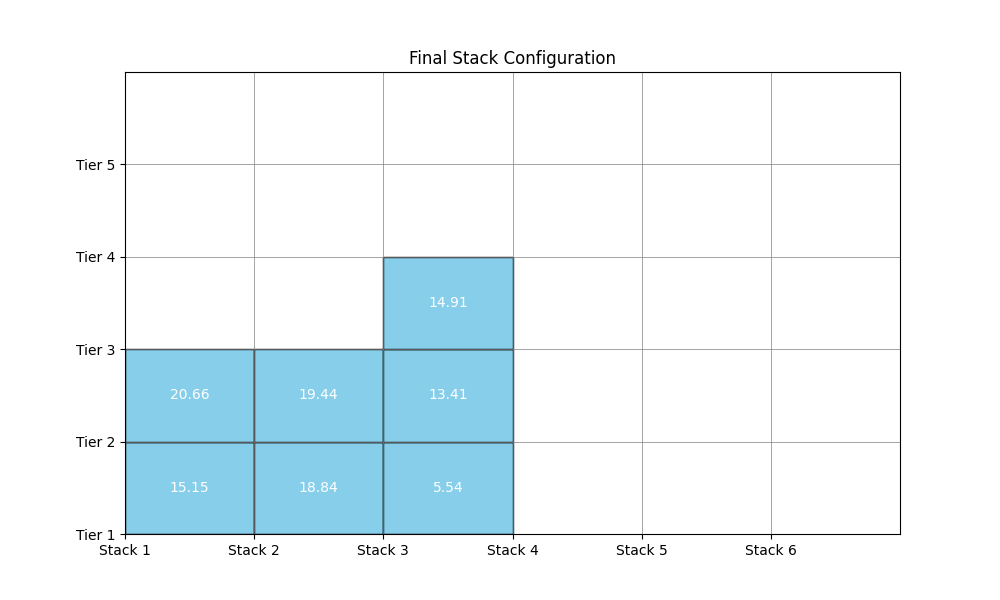 Final Stack Configuration
Tier 5
Tier 4
14.91
Tier 3
20.66 19.44 13.41
Tier 2
15.15 18.84 5.54
Tier 1
Stack 1 Stack 2 Stack 3 Stack 4 Stack 5 Stack 6